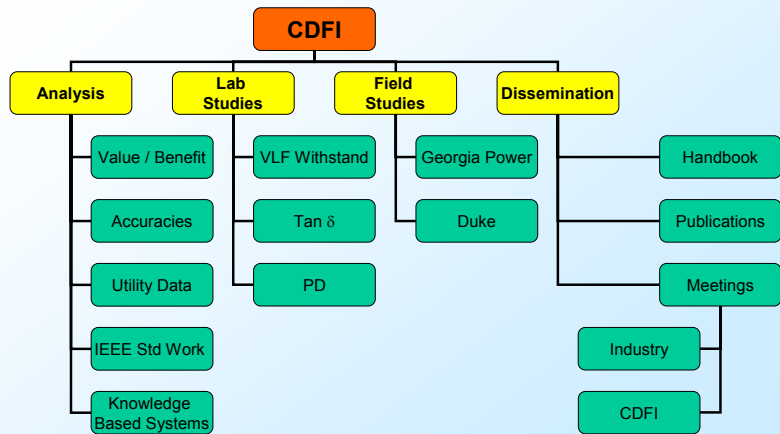 CDFI
Analysis
Lab
Studies
Field
Studies
Dissemination
Value / Benefit
VLF Withstand
Georgia Power
Handbook
Accuracies
Tan δ
Duke
Publications
Utility Data
PD
Meetings
IEEE Std Work
Industry
Knowledge
Based Systems
CDFI